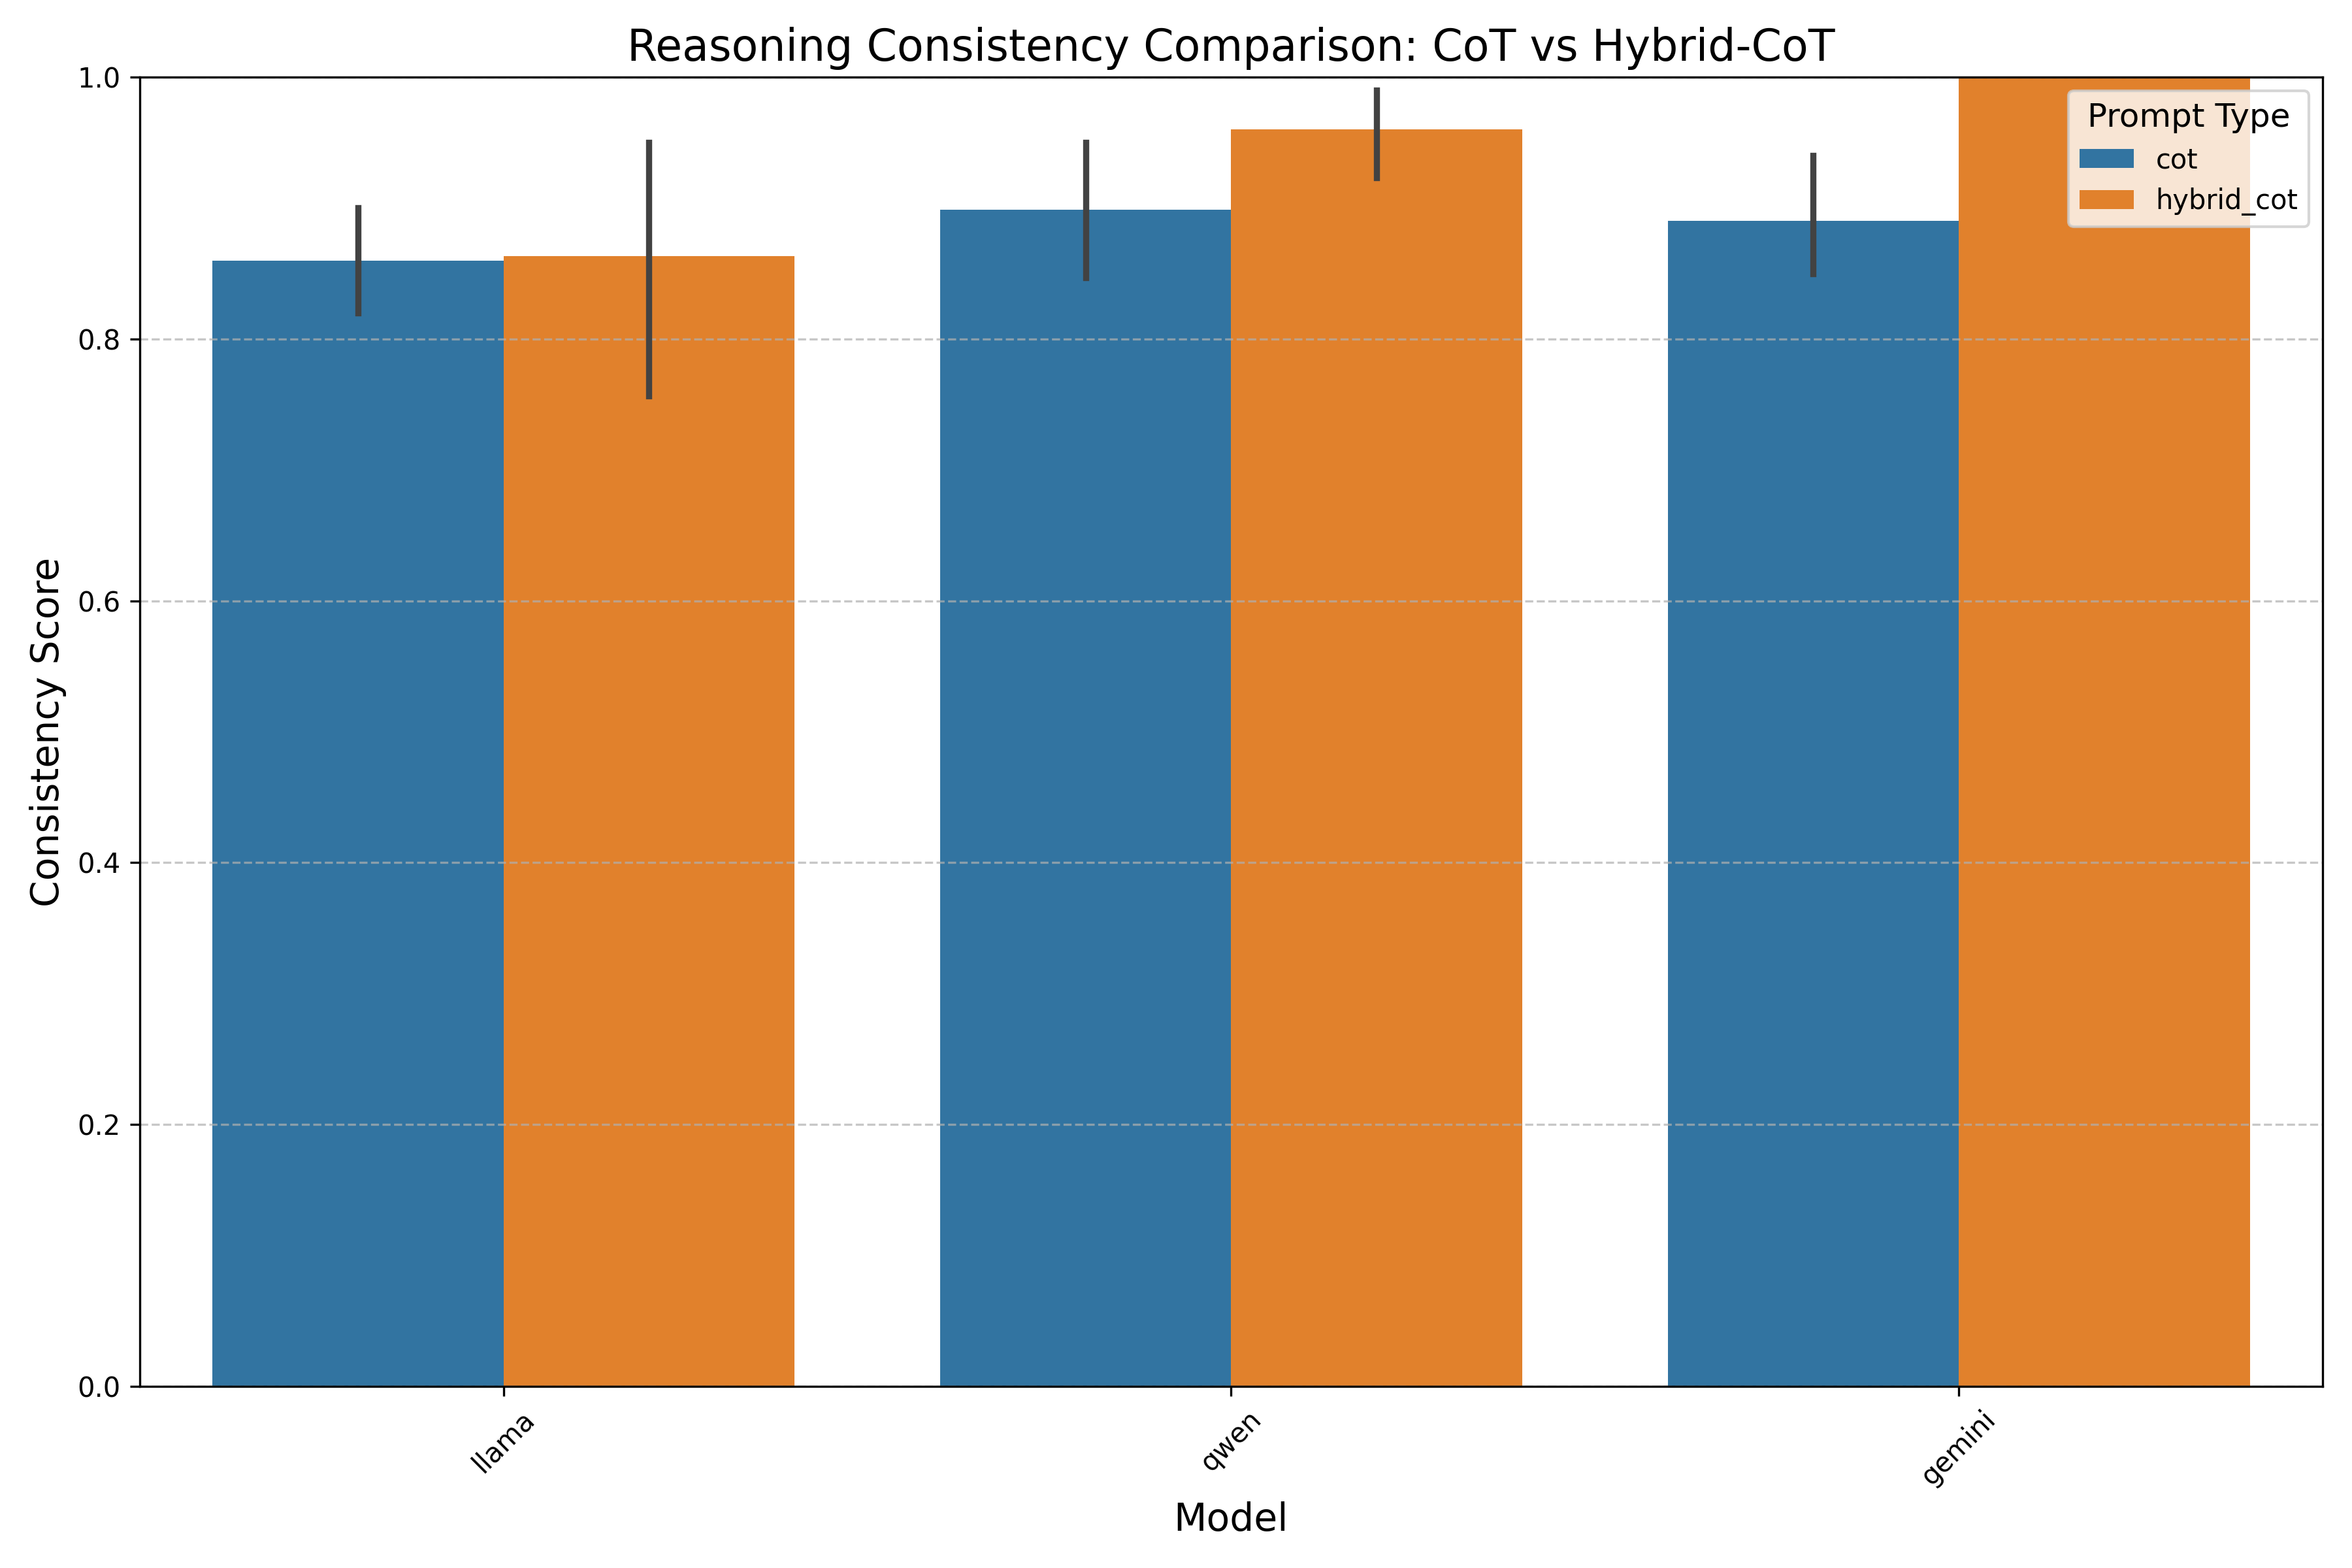 Reasoning Consistency Comparison: CoT vs Hybrid-CoT
Prompt Type
cot
hybrid_cot
Consistency Score
1.0
0.8
0.6
0.4
0.2
0.0
llama
qwen
gemini
Model